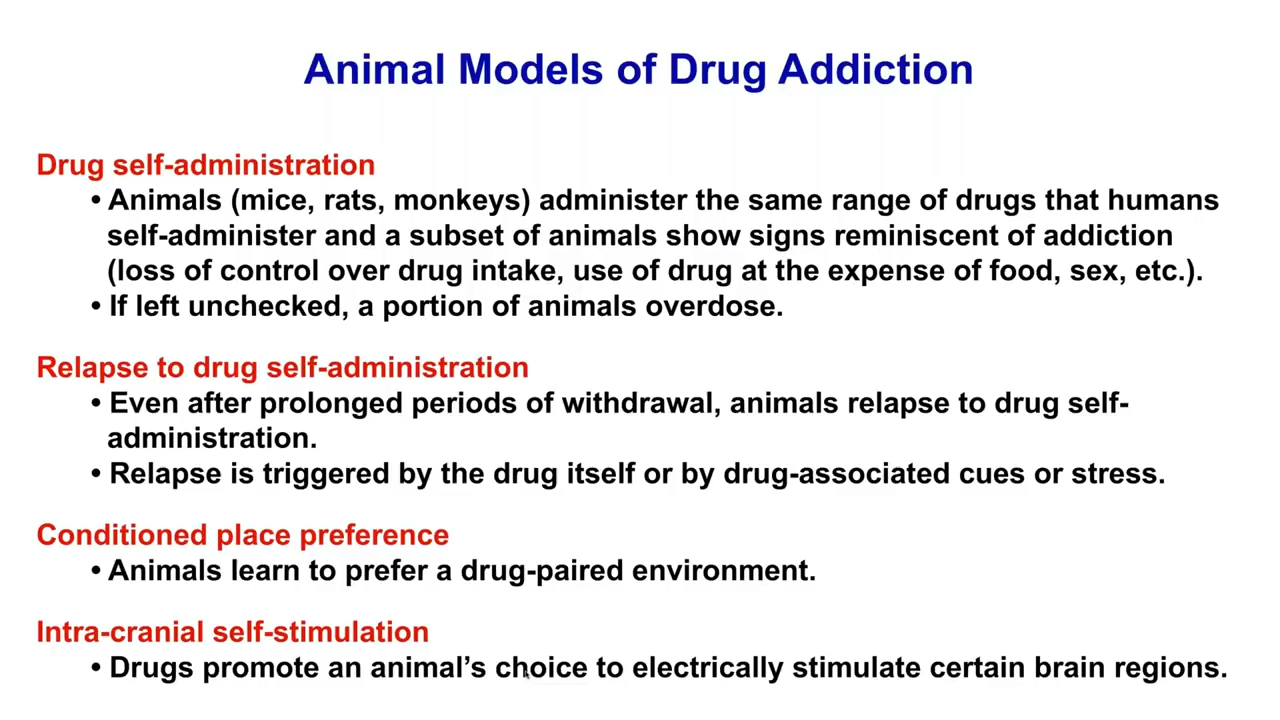 Animal Models of Drug Addiction
Drug self-administration
• Animals (mice, rats, monkeys) administer the same range of drugs that humans
self-administer and a subset of animals show signs reminiscent of addiction
(loss of control over drug intake, use of drug at the expense of food, sex, etc.).
• If left unchecked, a portion of animals overdose.
Relapse to drug self-administration
• Even after prolonged periods of withdrawal, animals relapse to drug self-
administration.
• Relapse is triggered by the drug itself or by drug-associated cues or stress.
Conditioned place preference
• Animals learn to prefer a drug-paired environment.
Intra-cranial self-stimulation
• Drugs promote an animal’s choice to electrically stimulate certain brain regions.